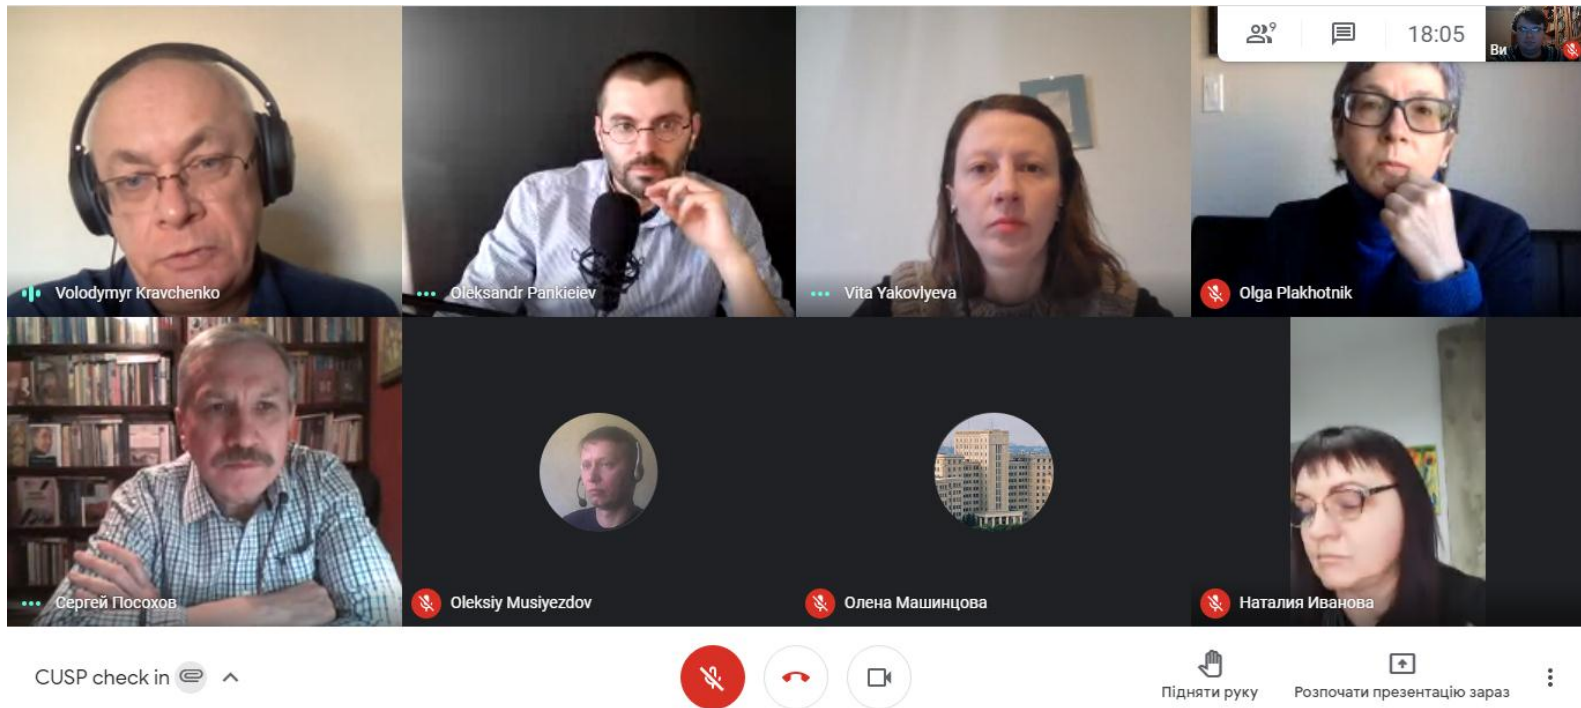 9
18:05
Ви
Volodymyr Kravchenko
Oleksandr Pankieiev
Vita Yakovlyeva
Olga Plakhotnik
Сергей Посохов
Oleksiy Musiyezdov
Олена Машинцова
Наталия Иванова
CUSP check in
Підняти руку
Розпочати презентацію зараз